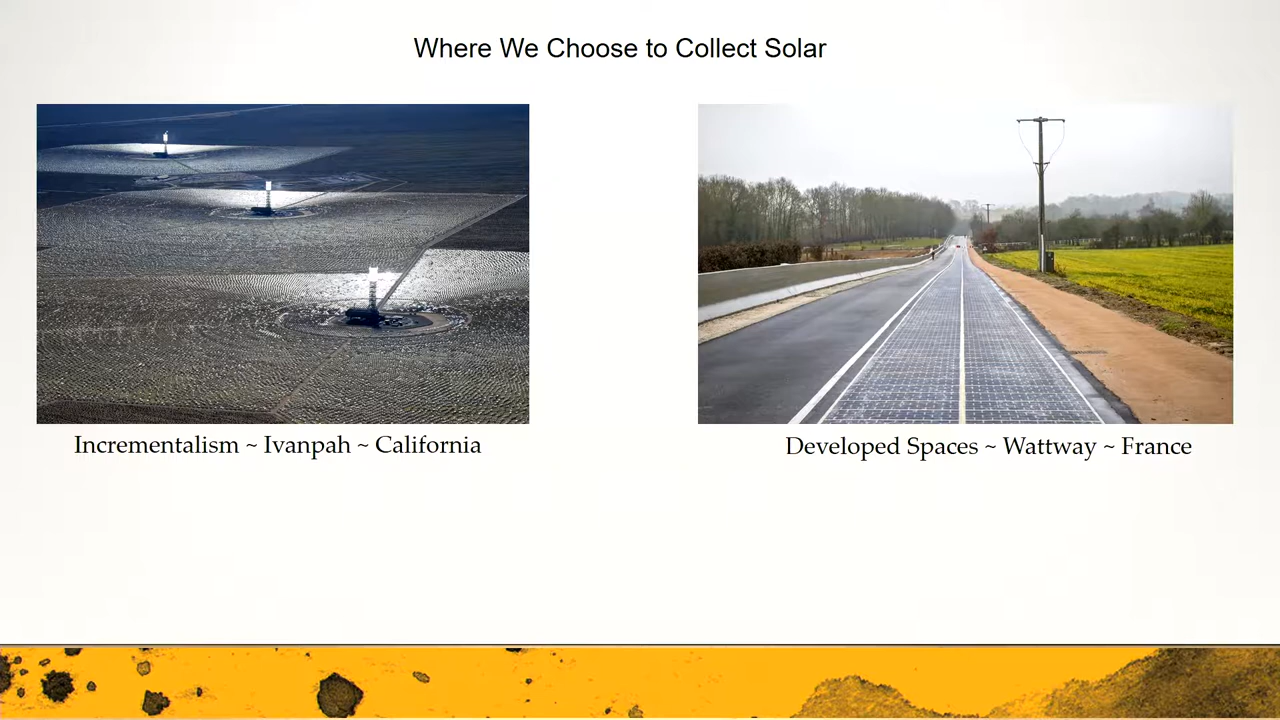 Where We Choose to Collect Solar
Incrementalism ~ Ivanpah ~ California
Developed Spaces ~ Wattway ~ France